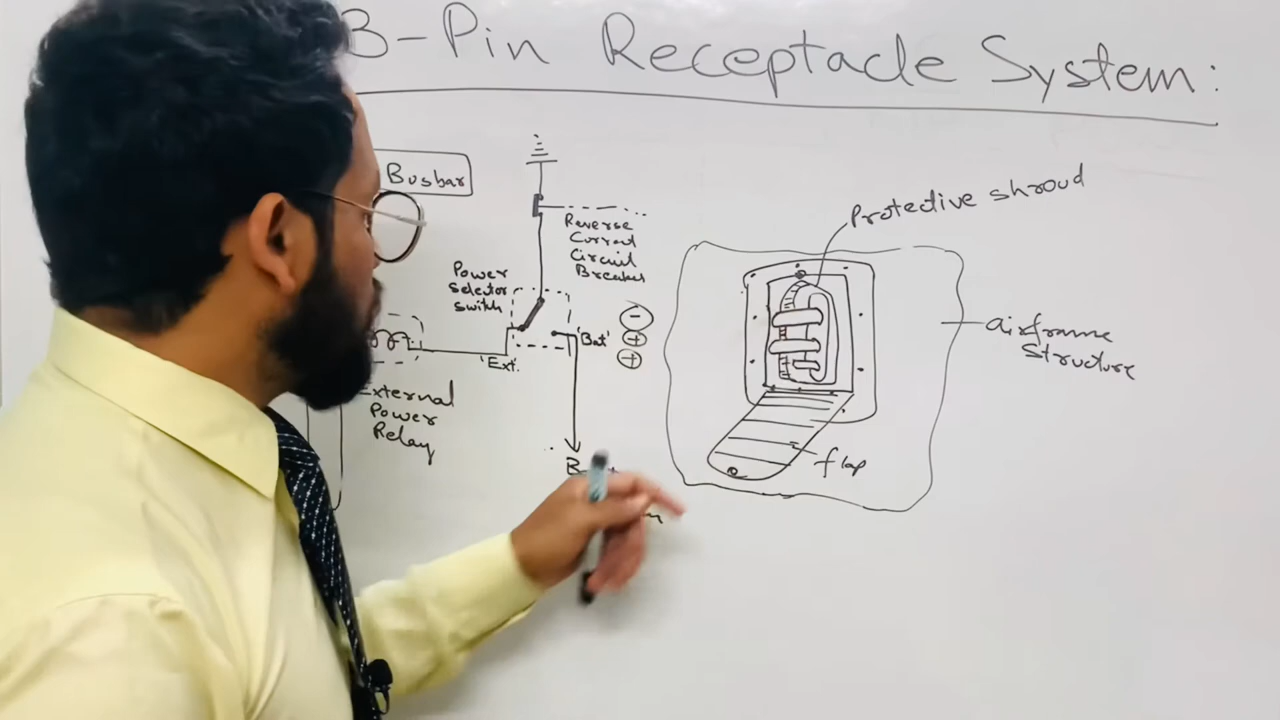 3-Pin Receptacle System:
Busbar
Reverse
Current
Circuit
Breaker
Power
selector
switch
'Ext.
'Bat'
-
+
+
External
Power
Relay
Protective shroud
airframe
structure
flap